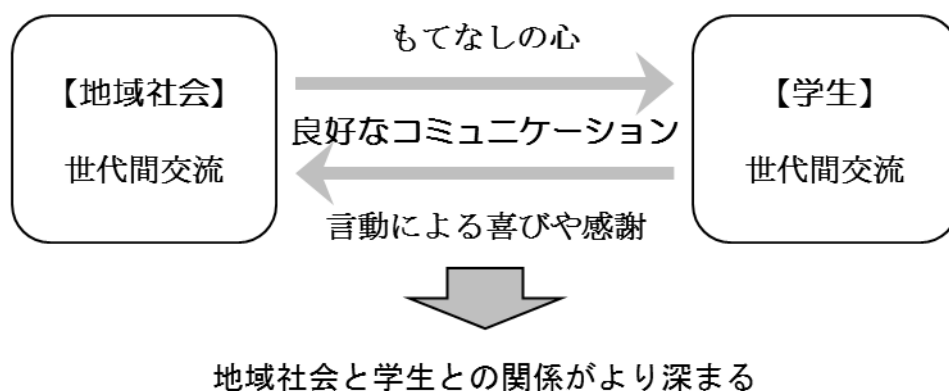 もてなしの心
【地域社会】
世代間交流
良好なコミュニケーション
【学生】
世代間交流
言動による喜びや感謝
地域社会と学生との関係がより深まる